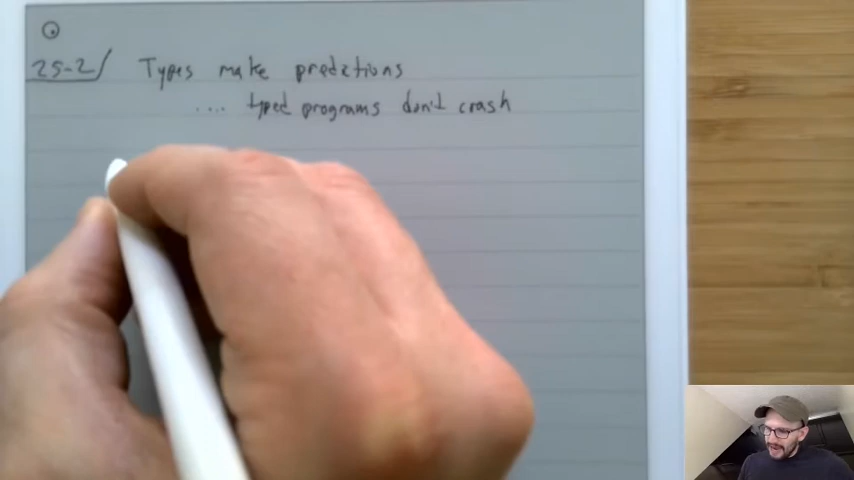 25-2/ Types make predictions
.... typed programs don't crash